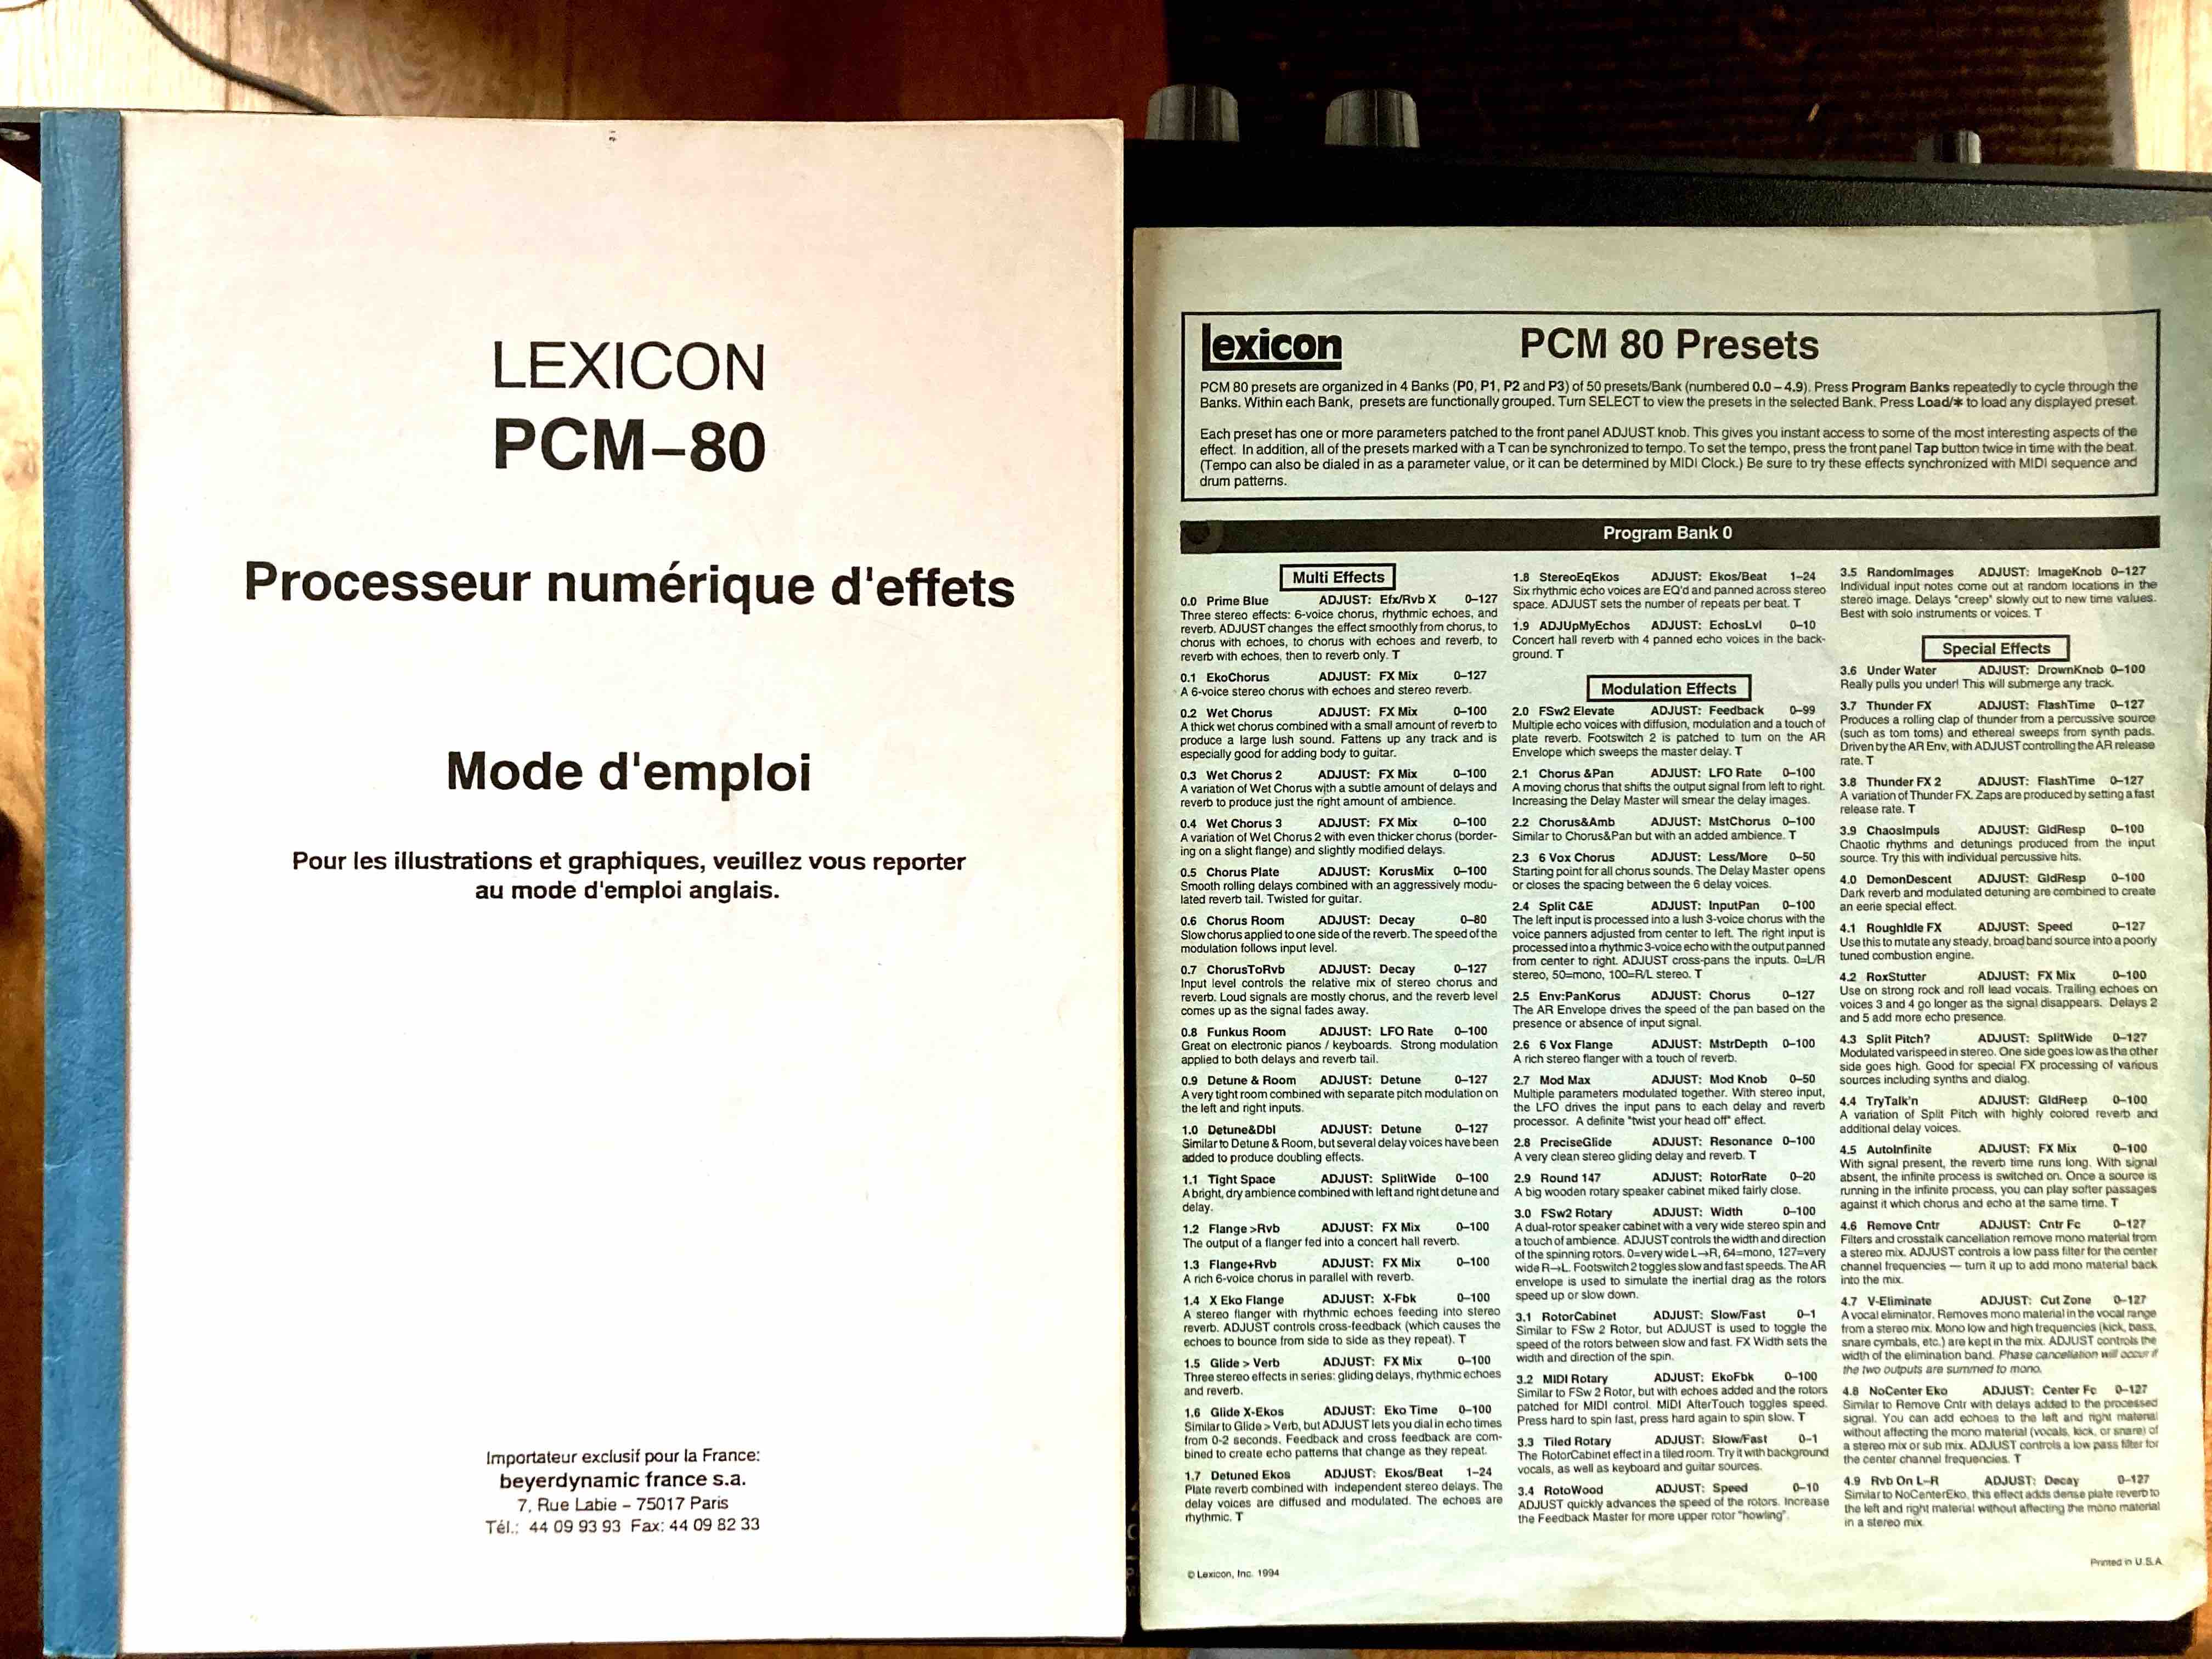 LEXICON
PCM–80
Processeur numérique d'effets
Mode d'emploi
Pour les illustrations et graphiques, veuillez vous reporter
au mode d'emploi anglais.
Importateur exclusif pour la France:
beyerdynamic france s.a.
7, Rue Labie – 75017 Paris
Tél.: 44 09 93 93 Fax: 44 09 82 33
lexicon
PCM 80 Presets
PCM 80 presets are organized in 4 Banks (P0, P1, P2 and P3) of 50 presets/Bank (numbered 0.0 – 4.9). Press Program Banks repeatedly to cycle through the
Banks. Within each Bank, presets are functionally grouped. Turn SELECT to view the presets in the selected Bank. Press Load/* to load any displayed preset.
Each preset has one or more parameters patched to the front panel ADJUST knob. This gives you instant access to some of the most interesting aspects of the
effect. In addition, all of the presets marked with a T can be synchronized to tempo. To set the tempo, press the front panel Tap button twice in time with the beat.
(Tempo can also be dialed in as a parameter value, or it can be determined by MIDI Clock.) Be sure to try these effects synchronized with MIDI sequence and
drum patterns.
Program Bank 0
Multi Effects
0.0 Prime Blue ADJUST: Efx/Rvb X 0–127
Three stereo effects: 6-voice chorus, rhythmic echoes, and
reverb. ADJUST changes the effect smoothly from chorus, to
chorus with echoes, to chorus with echoes and reverb, to
reverb with echoes, then to reverb only. T
0.1 EkoChorus ADJUST: FX Mix 0–127
A 6-voice stereo chorus with echoes and stereo reverb.
0.2 Wet Chorus ADJUST: FX Mix 0–100
A thick wet chorus combined with a small amount of reverb to
produce a large lush sound. Fattens up any track and is
especially good for adding body to guitar.
0.3 Wet Chorus 2 ADJUST: FX Mix 0–100
A variation of Wet Chorus with a subtle amount of delays and
reverb to produce just the right amount of ambience.
0.4 Wet Chorus 3 ADJUST: FX Mix 0–100
A variation of Wet Chorus 2 with even thicker chorus (border-
ing on a slight flange) and slightly modified delays.
0.5 Chorus Plate ADJUST: KorusMix 0–100
Smooth rolling delays combined with an aggressively modu-
lated reverb tail. Twisted for guitar.
0.6 Chorus Room ADJUST: Decay 0–80
Slow chorus applied to one side of the reverb. The speed of the
modulation follows input level.
0.7 ChorusToRvb ADJUST: Decay 0–127
Input level controls the relative mix of stereo chorus and
reverb. Loud signals are mostly chorus, and the reverb level
comes up as the signal fades away.
0.8 Funkus Room ADJUST: LFO Rate 0–100
Great on electronic pianos / keyboards. Strong modulation
applied to both delays and reverb tail.
0.9 Detune & Room ADJUST: Detune 0–127
A very tight room combined with separate pitch modulation on
the left and right inputs.
1.0 Detune&Dbl ADJUST: Detune 0–127
Similar to Detune & Room, but several delay voices have been
added to produce doubling effects.
1.1 Tight Space ADJUST: SplitWide 0–100
A bright, dry ambience combined with left and right detune and
delay.
1.2 Flange >Rvb ADJUST: FX Mix 0–100
The output of a flanger fed into a concert hall reverb.
1.3 Flange+Rvb ADJUST: FX Mix 0–100
A rich 6-voice chorus in parallel with reverb.
1.4 X Eko Flange ADJUST: X-Fbk 0–100
A stereo flanger with rhythmic echoes feeding into stereo
reverb. ADJUST controls cross-feedback (which causes the
echoes to bounce from side to side as they repeat). T
1.5 Glide > Verb ADJUST: FX Mix 0–100
Three stereo effects in series: gliding delays, rhythmic echoes
and reverb.
1.6 Glide X-Ekos ADJUST: Eko Time 0–100
Similar to Glide > Verb, but ADJUST lets you dial in echo times
from 0-2 seconds. Feedback and cross feedback are com-
bined to create echo patterns that change as they repeat.
1.7 Detuned Ekos ADJUST: Ekos/Beat 1–24
Plate reverb combined with independent stereo delays. The
delay voices are diffused and modulated. The echoes are
rhythmic. T
1.8 StereoEqEkos ADJUST: Ekos/Beat 1–24
Six rhythmic echo voices are EQ'd and panned across stereo
space. ADJUST sets the number of repeats per beat. T
1.9 ADJUpMyEchos ADJUST: EchosLvl 0–10
Concert hall reverb with 4 panned echo voices in the back-
ground. T
Modulation Effects
2.0 FSw2 Elevate ADJUST: Feedback 0–99
Multiple echo voices with diffusion, modulation and a touch of
plate reverb. Footswitch 2 is patched to turn on the AR
Envelope which sweeps the master delay. T
2.1 Chorus &Pan ADJUST: LFO Rate 0–100
A moving chorus that shifts the output signal from left to right.
Increasing the Delay Master will smear the delay images.
2.2 Chorus&Amb ADJUST: MstChorus 0–100
Similar to Chorus&Pan but with an added ambience. T
2.3 6 Vox Chorus ADJUST: Less/More 0–50
Starting point for all chorus sounds. The Delay Master opens
or closes the spacing between the 6 delay voices.
2.4 Split C&E ADJUST: InputPan 0–100
The left input is processed into a lush 3-voice chorus with the
voice panners adjusted from center to left. The right input is
processed into a rhythmic 3-voice echo with the output panned
from center to right. ADJUST cross-pans the inputs. 0=L/R
stereo, 50=mono, 100=R/L stereo. T
2.5 Env:PanKorus ADJUST: Chorus 0–127
The AR Envelope drives the speed of the pan based on the
presence or absence of input signal.
2.6 6 Vox Flange ADJUST: MstrDepth 0–100
A rich stereo flanger with a touch of reverb.
2.7 Mod Max ADJUST: Mod Knob 0–50
Multiple parameters modulated together. With stereo input,
the LFO drives the input pans to each delay and reverb
processor. A definite "twist your head off" effect.
2.8 PreciseGlide ADJUST: Resonance 0–100
A very clean stereo gliding delay and reverb. T
2.9 Round 147 ADJUST: RotorRate 0–20
A big wooden rotary speaker cabinet miked fairly close.
3.0 FSw2 Rotary ADJUST: Width 0–100
A dual-rotor speaker cabinet with a very wide stereo spin and
a touch of ambience. ADJUST controls the width and direction
of the spinning rotors. 0=very wide L→R, 64=mono, 127=very
wide R→L. Footswitch 2 toggles slow and fast speeds. The AR
envelope is used to simulate the inertial drag as the rotors
speed up or slow down.
3.1 RotorCabinet ADJUST: Slow/Fast 0–1
Similar to FSw 2 Rotor, but ADJUST is used to toggle the
speed of the rotors between slow and fast. FX Width sets the
width and direction of the spin.
3.2 MIDI Rotary ADJUST: EkoFbk 0–100
Similar to FSw 2 Rotor, but with echoes added and the rotors
patched for MIDI control. MIDI AfterTouch toggles speed.
Press hard to spin fast, press hard again to spin slow. T
3.3 Tiled Rotary ADJUST: Slow/Fast 0–1
The RotorCabinet effect in a tiled room. Try it with background
vocals, as well as keyboard and guitar sources.
3.4 RotoWood ADJUST: Speed 0–10
ADJUST quickly advances the speed of the rotors. Increase
the Feedback Master for more upper rotor "howling".
3.5 RandomImages ADJUST: ImageKnob 0–127
Individual input notes come out at random locations in the
stereo image. Delays "creep" slowly out to new time values.
Best with solo instruments or voices. T
Special Effects
3.6 Under Water ADJUST: DrownKnob 0–100
Really pulls you under! This will submerge any track.
3.7 Thunder FX ADJUST: FlashTime 0–127
Produces a rolling clap of thunder from a percussive source
(such as tom toms) and ethereal sweeps from synth pads.
Driven by the AR Env, with ADJUST controlling the AR release
rate. T
3.8 Thunder FX 2 ADJUST: FlashTime 0–127
A variation of Thunder FX. Zaps are produced by setting a fast
release rate. T
3.9 ChaosImpuls ADJUST: GldResp 0–100
Chaotic rhythms and detunings produced from the input
source. Try this with individual percussive hits.
4.0 DemonDescent ADJUST: GldResp 0–100
Dark reverb and modulated detuning are combined to create
an eerie special effect.
4.1 RoughIdle FX ADJUST: Speed 0–127
Use this to mutate any steady, broad band source into a poorly
tuned combustion engine.
4.2 RoxStutter ADJUST: FX Mix 0–100
Use on strong rock and roll lead vocals. Trailing echoes on
voices 3 and 4 go longer as the signal disappears. Delays 2
and 5 add more echo presence.
4.3 Split Pitch? ADJUST: SplitWide 0–127
Modulated varispeed in stereo. One side goes low as the other
side goes high. Good for special FX processing of various
sources including synths and dialog.
4.4 TryTalk'n ADJUST: GldResp 0–100
A variation of Split Pitch with highly colored reverb and
additional delay voices.
4.5 AutoInfinite ADJUST: FX Mix 0–100
With signal present, the reverb time runs long. With signal
absent, the infinite process is switched on. Once a source is
running in the infinite process, you can play softer passages
against it which chorus and echo at the same time. T
4.6 Remove Cntr ADJUST: Cntr Fc 0–127
Filters and crosstalk cancellation remove mono material from
a stereo mix. ADJUST controls a low pass filter for the center
channel frequencies — turn it up to add mono material back
into the mix.
4.7 V-Eliminate ADJUST: Cut Zone 0–127
A vocal eliminator. Removes mono material in the vocal range
from a stereo mix. Mono low and high frequencies (kick, bass,
snare cymbals, etc.) are kept in the mix. ADJUST controls the
width of the elimination band. Phase cancellation will occur if
the two outputs are summed to mono.
4.8 NoCenter Eko ADJUST: Center Fc 0–127
Similar to Remove Cntr with delays added to the processed
signal. You can add echoes to the left and right material
without affecting the mono material (vocals, kick, or snare) of
a stereo mix or sub mix. ADJUST controls a low pass filter for
the center channel frequencies. T
4.9 Rvb On L–R ADJUST: Decay 0–127
Similar to NoCenterEko, this effect adds dense plate reverb to
the left and right material without affecting the mono material
in a stereo mix.
© Lexicon, Inc. 1994
Printed in U.S.A.